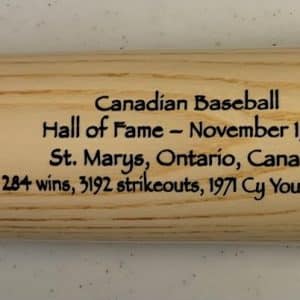 Canadian Baseball
Hall of Fame – November 1,
St. Marys, Ontario, Cana
284 wins, 3192 strikeouts, 1971 Cy You